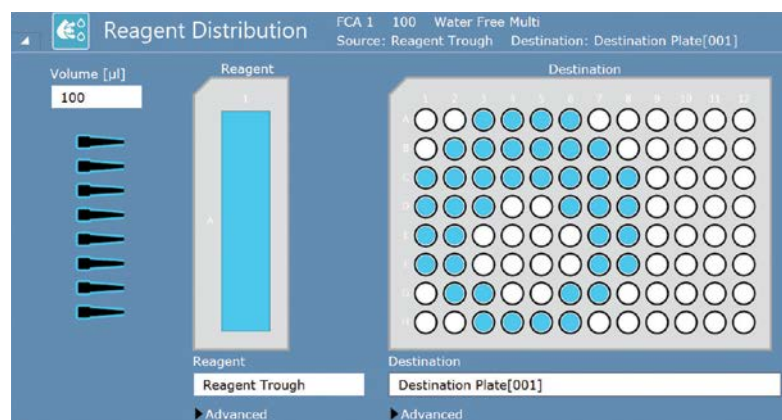 Reagent Distribution
FCA 1 100 Water Free Multi
Source: Reagent Trough Destination: Destination Plate[001]
Volume [µl]
100
Reagent
1
A
Destination
1 2 3 4 5 6 7 8 9 10 11 12
A
B
C
D
E
F
G
H
Reagent
Reagent Trough
Advanced
Destination
Destination Plate[001]
Advanced